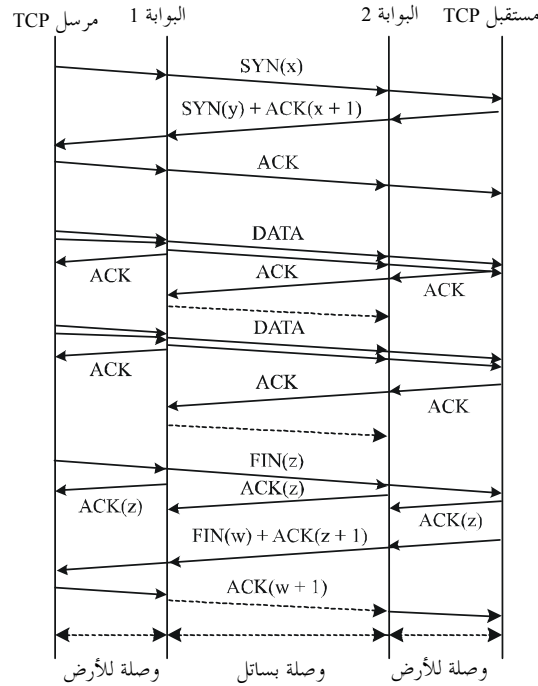 مرسل TCP
البوابة 1
البوابة 2
مستقبل TCP
SYN(x)
SYN(y) + ACK(x + 1)
ACK
DATA
ACK
ACK
ACK
DATA
ACK
ACK
ACK
FIN(z)
ACK(z)
ACK(z)
ACK(z)
FIN(w) + ACK(z + 1)
ACK(w + 1)
وصلة للأرض
وصلة بساتل
وصلة للأرض